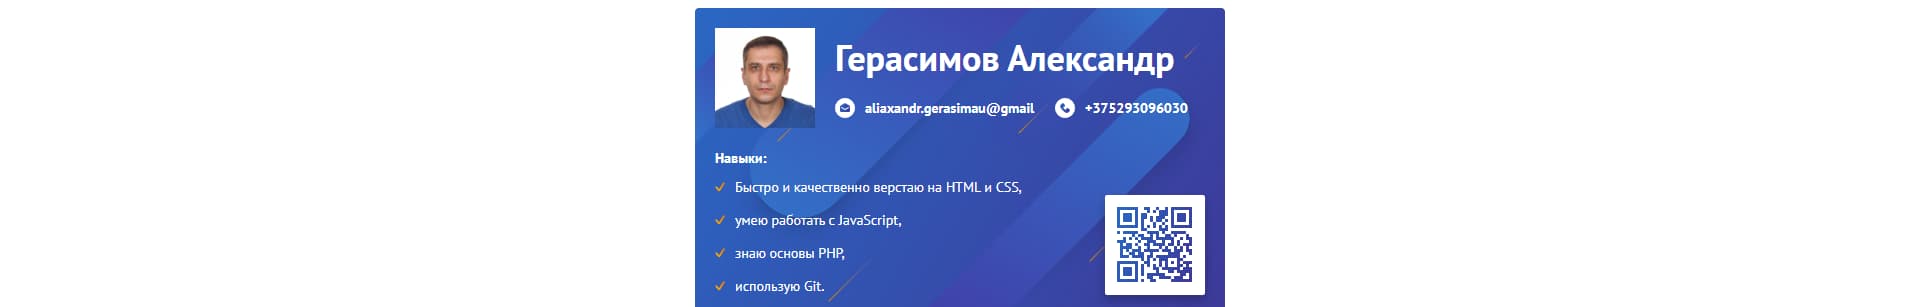 Герасимов Александр
aliaxandr.gerasimau@gmail +375293096030
Навыки:
Быстро и качественно верстаю на HTML и CSS,
умею работать с JavaScript,
знаю основы PHP,
использую Git.